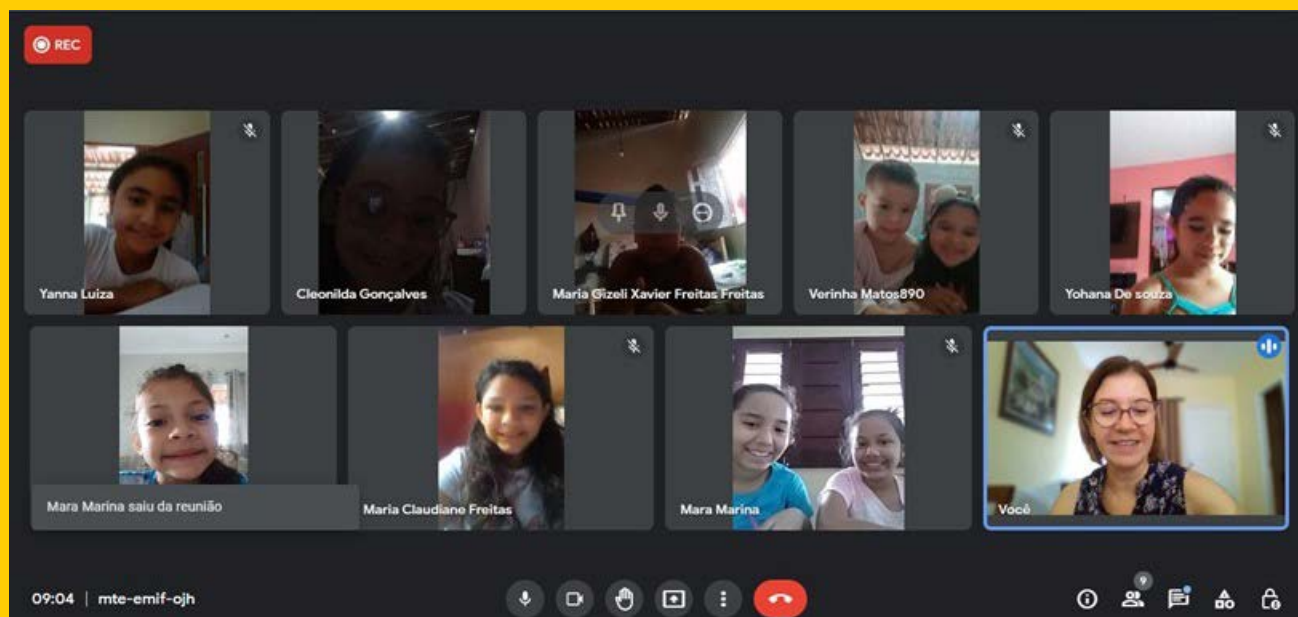 REC
Yanna Luiza
Cleonilda Gonçalves
Maria Gizeli Xavier Freitas Freitas
Verinha Matos890
Yohana De souza
Mara Marina saiu da reunião
Maria Claudiane Freitas
Mara Marina
Você
09:04 | mte-emif-ojh
9